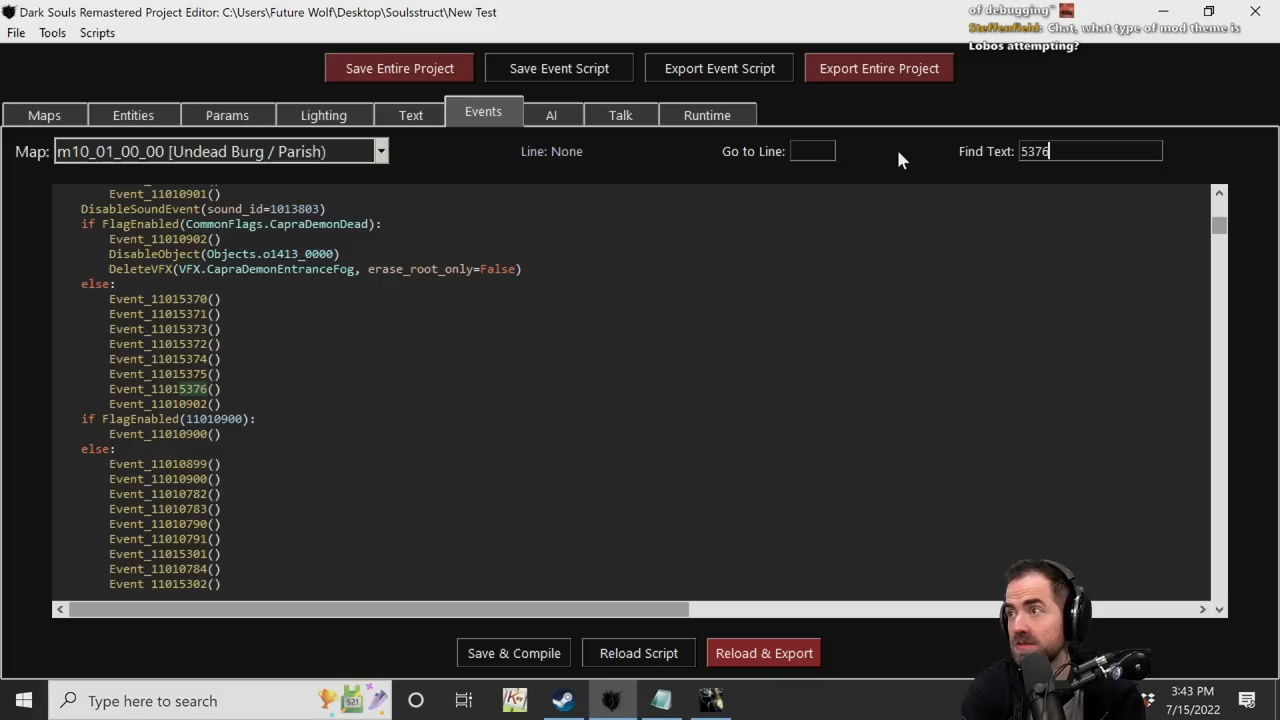 Dark Souls Remastered Project Editor: C:\Users\Future Wolf\Desktop\Soulsstruct\New Test
of debugging"
Steffenfield: Chat, what type of mod theme is
Lobos attempting?
File Tools Scripts
Save Entire Project Save Event Script Export Event Script Export Entire Project
Maps Entities Params Lighting Text Events AI Talk Runtime
Map: m10_01_00_00 [Undead Burg / Parish) Line: None Go to Line: Find Text: 5376
Event_11010901()
DisableSoundEvent(sound_id=1013803)
if FlagEnabled(CommonFlags.CapraDemonDead):
Event_11010902()
DisableObject(Objects.o1413_0000)
DeleteVFX(VFX.CapraDemonEntranceFog, erase_root_only=False)
else:
Event_11015370()
Event_11015371()
Event_11015373()
Event_11015372()
Event_11015374()
Event_11015375()
Event_11015376()
Event_11010902()
if FlagEnabled(11010900):
Event_11010900()
else:
Event_11010899()
Event_11010900()
Event_11010782()
Event_11010783()
Event_11010790()
Event_11010791()
Event_11015301()
Event_11010784()
Event_11015302()
Save & Compile Reload Script Reload & Export
Type here to search
521
3:43 PM
7/15/2022